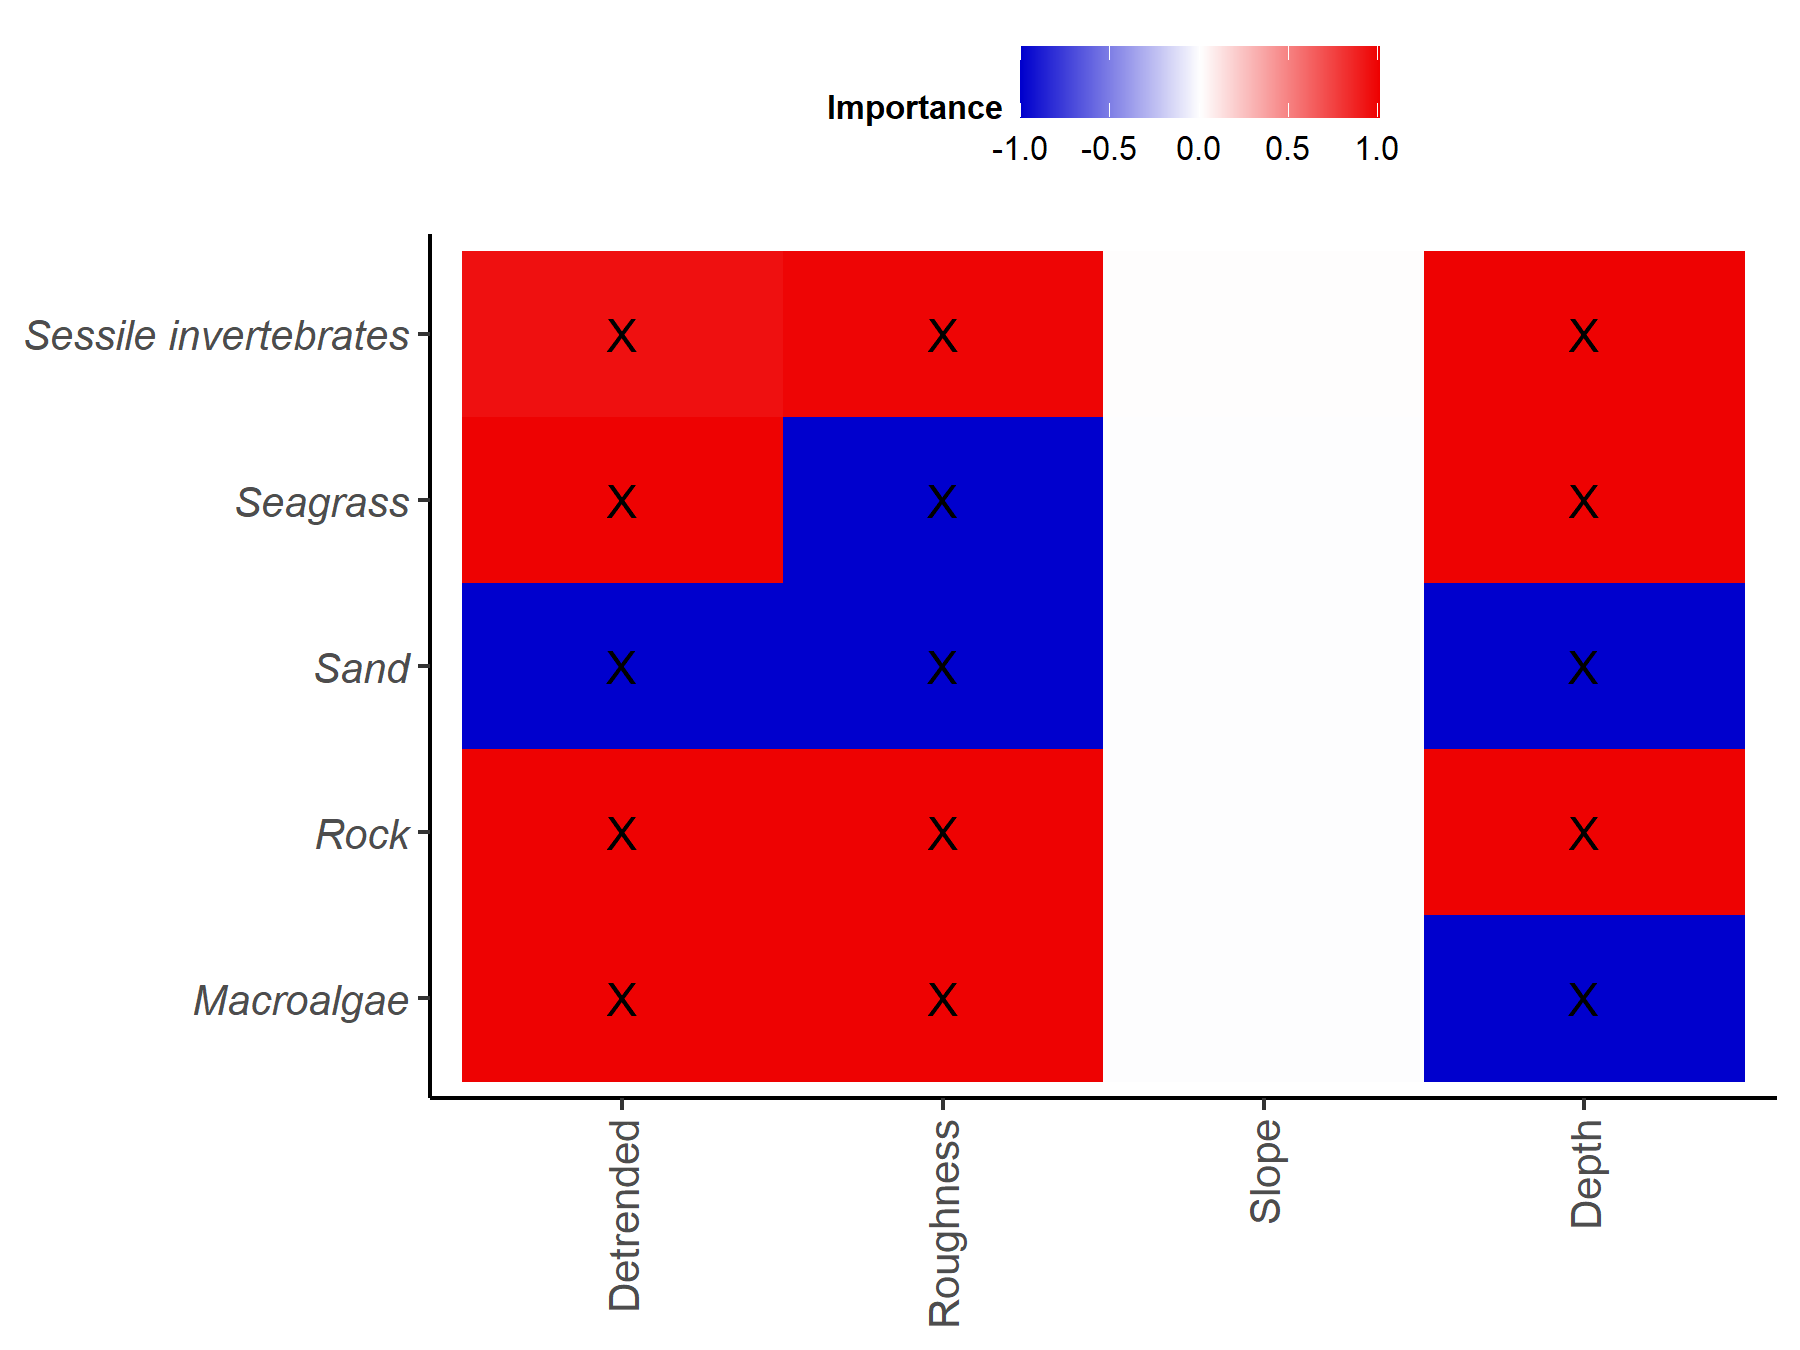 Importance
-1.0 -0.5 0.0 0.5 1.0
Sessile invertebrates X X X
Seagrass X X X
Sand X X X
Rock X X X
Macroalgae X X X
Detrended Roughness Slope Depth